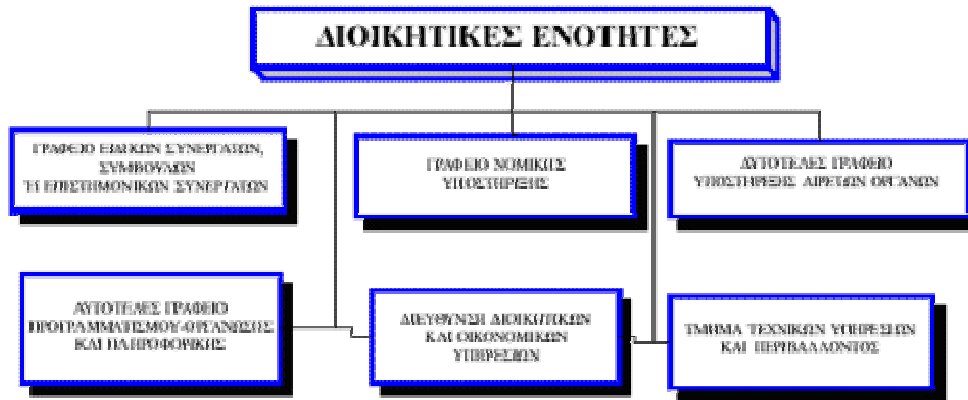 ΔΙΟΙΚΗΤΙΚΕΣ ΕΝΟΤΗΤΕΣ
ΓΡΑΦΕΙΟ ΕΙΔΙΚΩΝ ΣΥΝΕΡΓΑΤΩΝ,
ΣΥΜΒΟΥΛΩΝ
Ή ΕΠΙΣΤΗΜΟΝΙΚΩΝ ΣΥΝΕΡΓΑΤΩΝ
ΓΡΑΦΕΙΟ ΝΟΜΙΚΗΣ
ΥΠΟΣΤΗΡΙΞΗΣ
ΑΥΤΟΤΕΛΕΣ ΓΡΑΦΕΙΟ
ΥΠΟΣΤΗΡΙΞΗΣ ΑΙΡΕΤΩΝ ΟΡΓΑΝΩΝ
ΑΥΤΟΤΕΛΕΣ ΓΡΑΦΕΙΟ
ΠΡΟΓΡΑΜΜΑΤΙΣΜΟΥ-ΟΡΓΑΝΩΣΗΣ
ΚΑΙ ΠΛΗΡΟΦΟΡΙΚΗΣ
ΔΙΕΥΘΥΝΣΗ ΔΙΟΙΚΗΤΙΚΩΝ
ΚΑΙ ΟΙΚΟΝΟΜΙΚΩΝ
ΥΠΗΡΕΣΙΩΝ
ΤΜΗΜΑ ΤΕΧΝΙΚΩΝ ΥΠΗΡΕΣΙΩΝ
ΚΑΙ ΠΕΡΙΒΑΛΛΟΝΤΟΣ